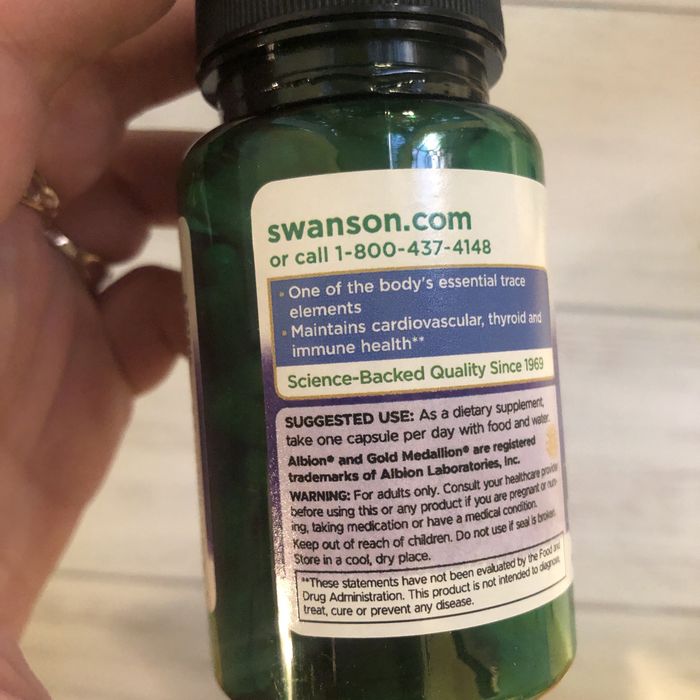 swanson.com
or call 1-800-437-4148
• One of the body's essential trace
elements
• Maintains cardiovascular, thyroid and
immune health**
Science-Backed Quality Since 1969
SUGGESTED USE: As a dietary supplement,
take one capsule per day with food and water.
Albion® and Gold Medallion® are registered
trademarks of Albion Laboratories, Inc.
WARNING: For adults only. Consult your healthcare provider
before using this or any product if you are pregnant or nurs-
ing, taking medication or have a medical condition.
Keep out of reach of children. Do not use if seal is broken.
Store in a cool, dry place.
**These statements have not been evaluated by the Food and
Drug Administration. This product is not intended to diagnose,
treat, cure or prevent any disease.